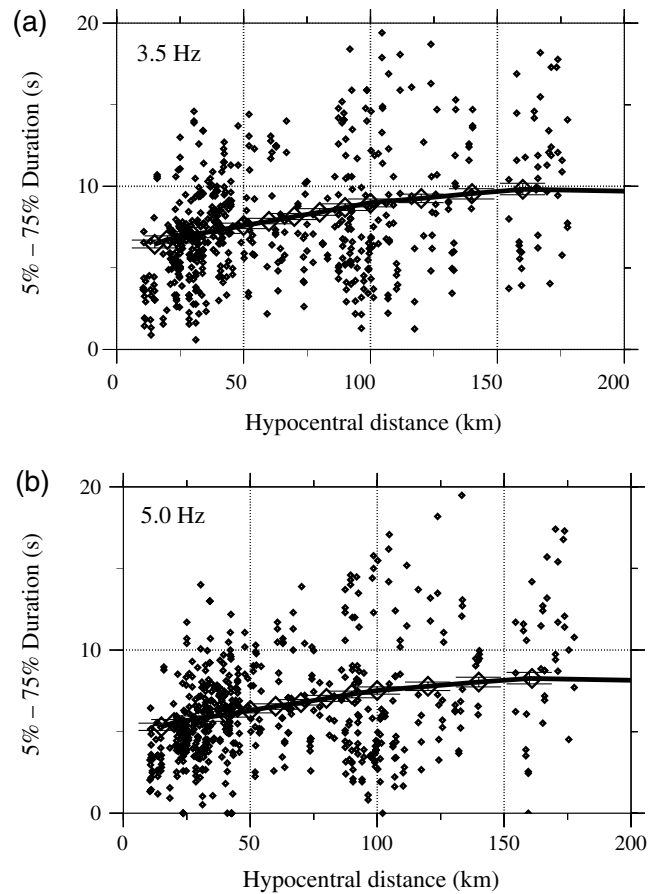 (a)
20
3.5 Hz
5% – 75% Duration (s)
10
0
0 50 100 150 200
Hypocentral distance (km)
(b)
20
5.0 Hz
5% – 75% Duration (s)
10
0
0 50 100 150 200
Hypocentral distance (km)